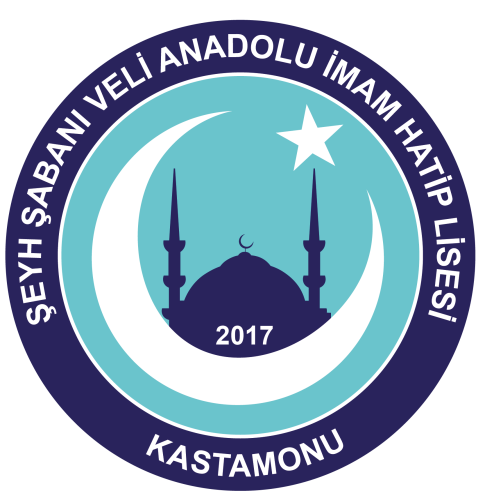 ŞEYH ŞABANI VELİ ANADOLU İMAM HATİP LİSESİ
2017
KASTAMONU